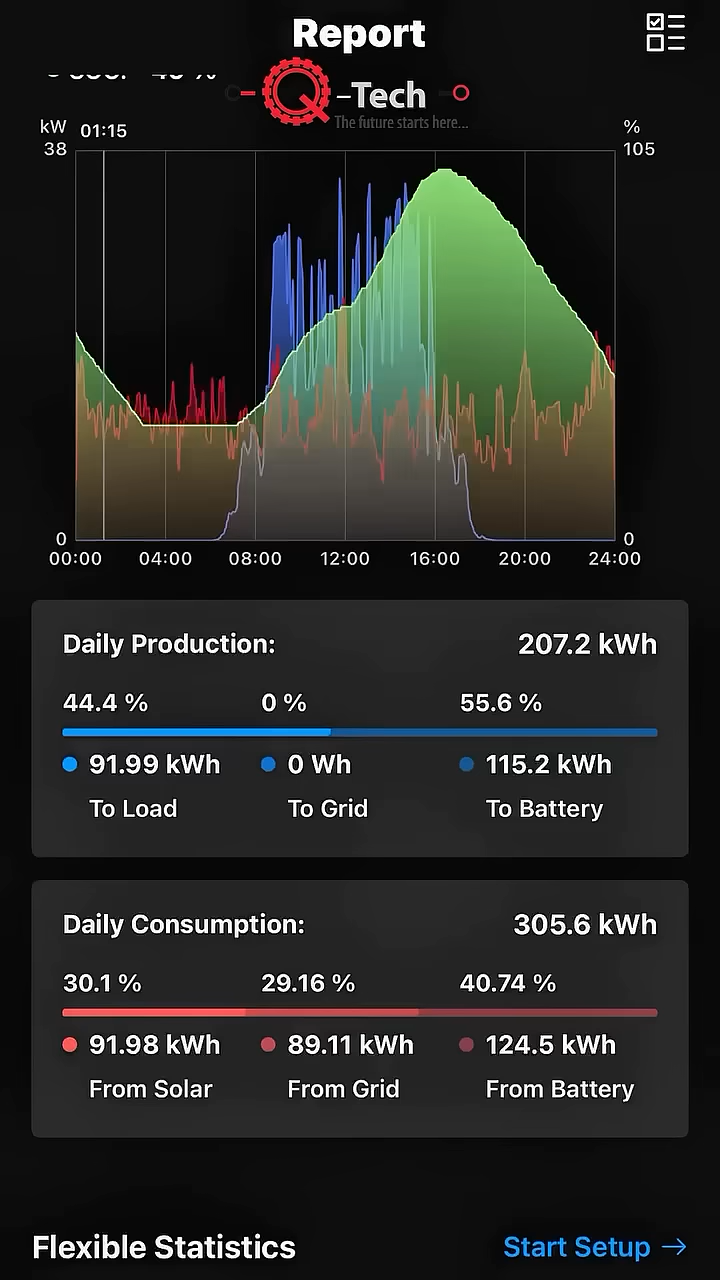 Report
Q-Tech
The future starts here...
kW 01:15 %
38 105
0 0
00:00 04:00 08:00 12:00 16:00 20:00 24:00
Daily Production: 207.2 kWh
44.4 % 0 % 55.6 %
91.99 kWh 0 Wh 115.2 kWh
To Load To Grid To Battery
Daily Consumption: 305.6 kWh
30.1 % 29.16 % 40.74 %
91.98 kWh 89.11 kWh 124.5 kWh
From Solar From Grid From Battery
Flexible Statistics Start Setup →